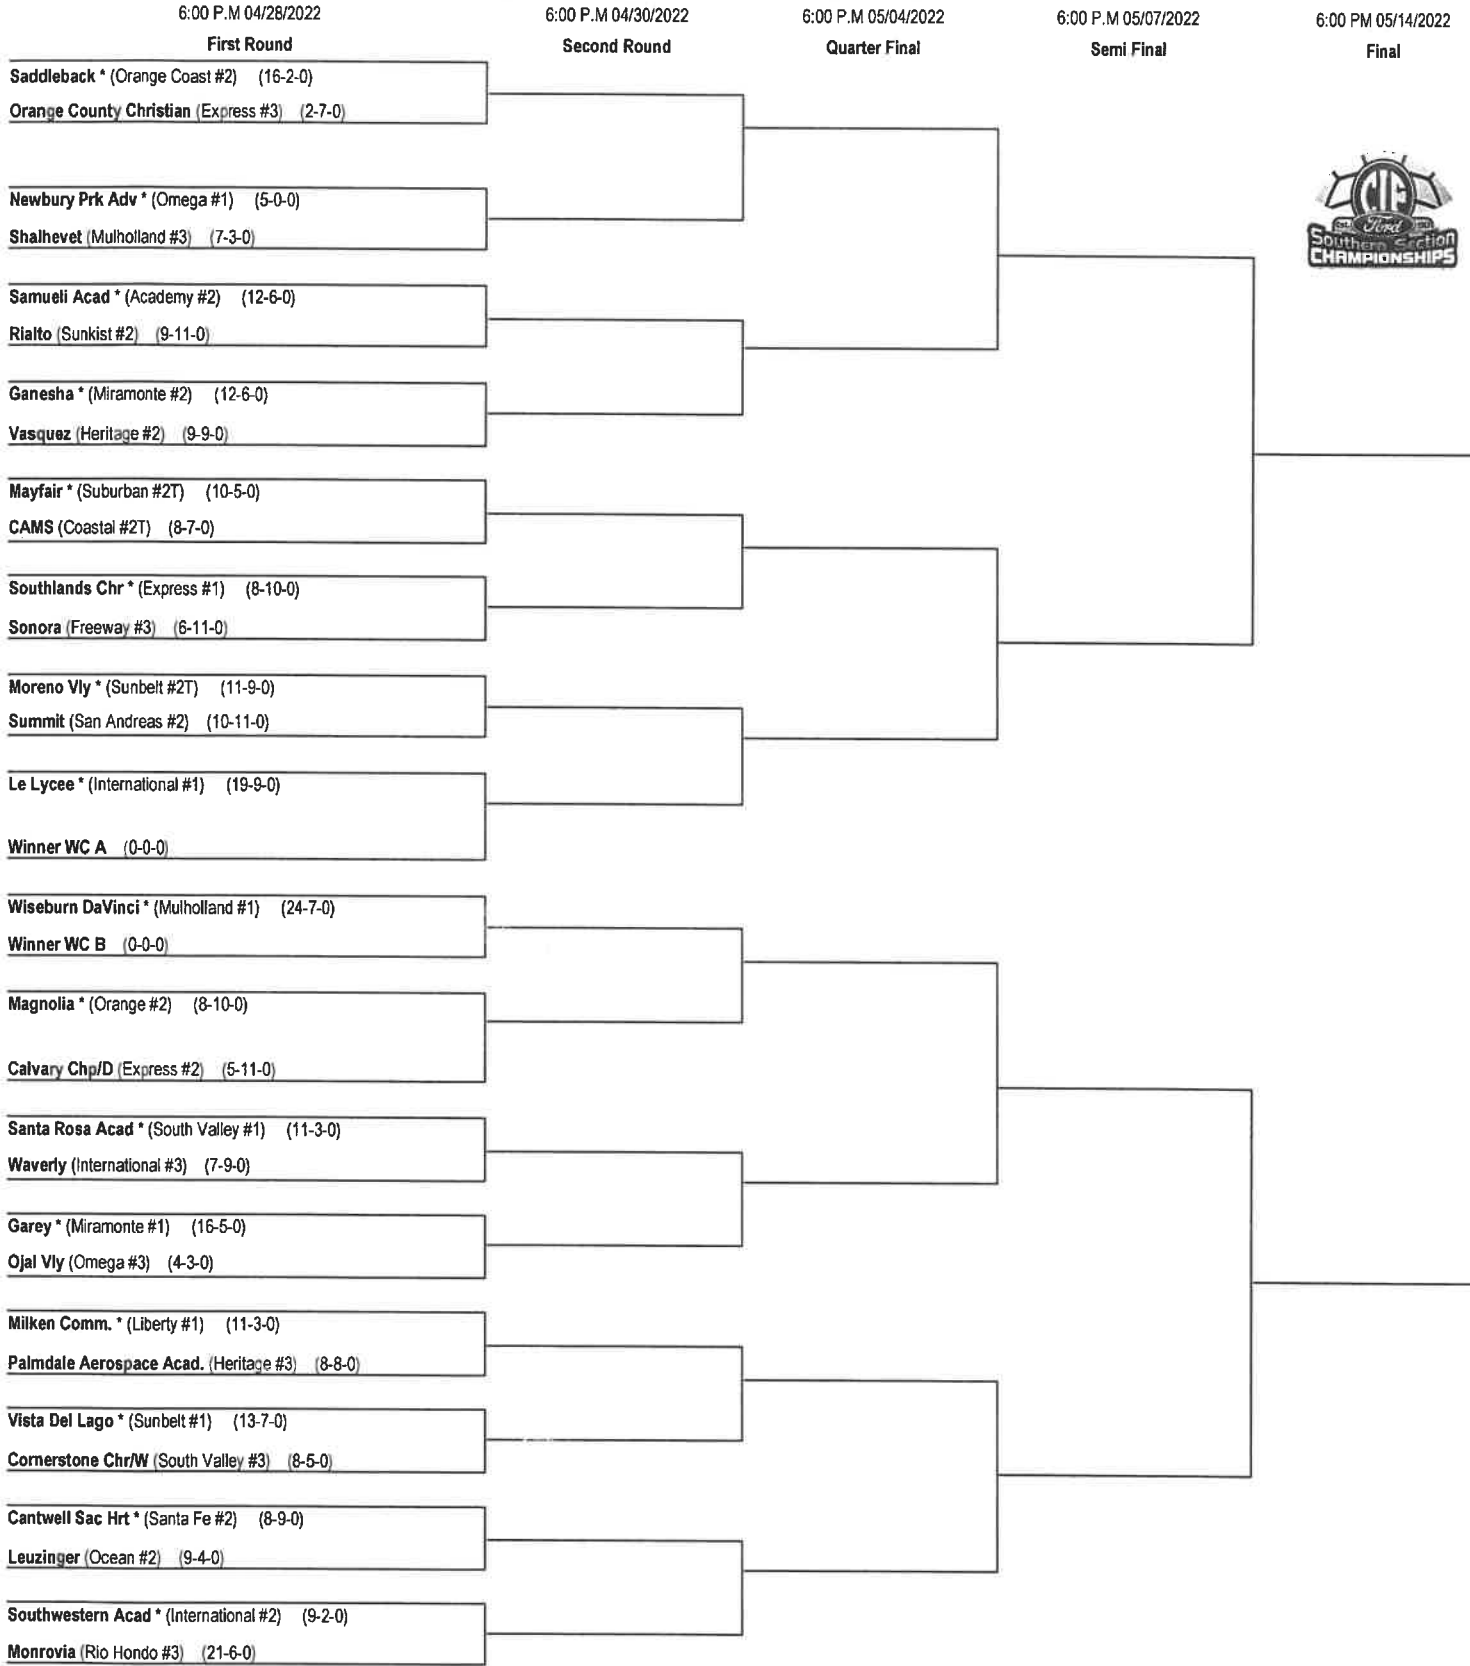 6:00 P.M 04/28/2022
First Round
6:00 P.M 04/30/2022
Second Round
6:00 P.M 05/04/2022
Quarter Final
6:00 P.M 05/07/2022
Semi Final
6:00 PM 05/14/2022
Final
Saddleback * (Orange Coast #2) (16-2-0)
Orange County Christian (Express #3) (2-7-0)
Newbury Prk Adv * (Omega #1) (5-0-0)
Shalhevet (Mulholland #3) (7-3-0)
CIF
Ford
Southern Section
CHAMPIONSHIPS
Samueli Acad * (Academy #2) (12-6-0)
Rialto (Sunkist #2) (9-11-0)
Ganesha * (Miramonte #2) (12-6-0)
Vasquez (Heritage #2) (9-9-0)
Mayfair * (Suburban #2T) (10-5-0)
CAMS (Coastal #2T) (8-7-0)
Southlands Chr * (Express #1) (8-10-0)
Sonora (Freeway #3) (6-11-0)
Moreno Vly * (Sunbelt #2T) (11-9-0)
Summit (San Andreas #2) (10-11-0)
Le Lycee * (International #1) (19-9-0)
Winner WC A (0-0-0)
Wiseburn DaVinci * (Mulholland #1) (24-7-0)
Winner WC B (0-0-0)
Magnolia * (Orange #2) (8-10-0)
Calvary Chp/D (Express #2) (5-11-0)
Santa Rosa Acad * (South Valley #1) (11-3-0)
Waverly (International #3) (7-9-0)
Garey * (Miramonte #1) (16-5-0)
Ojai Vly (Omega #3) (4-3-0)
Milken Comm. * (Liberty #1) (11-3-0)
Palmdale Aerospace Acad. (Heritage #3) (8-8-0)
Vista Del Lago * (Sunbelt #1) (13-7-0)
Cornerstone Chr/W (South Valley #3) (8-5-0)
Cantwell Sac Hrt * (Santa Fe #2) (8-9-0)
Leuzinger (Ocean #2) (9-4-0)
Southwestern Acad * (International #2) (9-2-0)
Monrovia (Rio Hondo #3) (21-6-0)